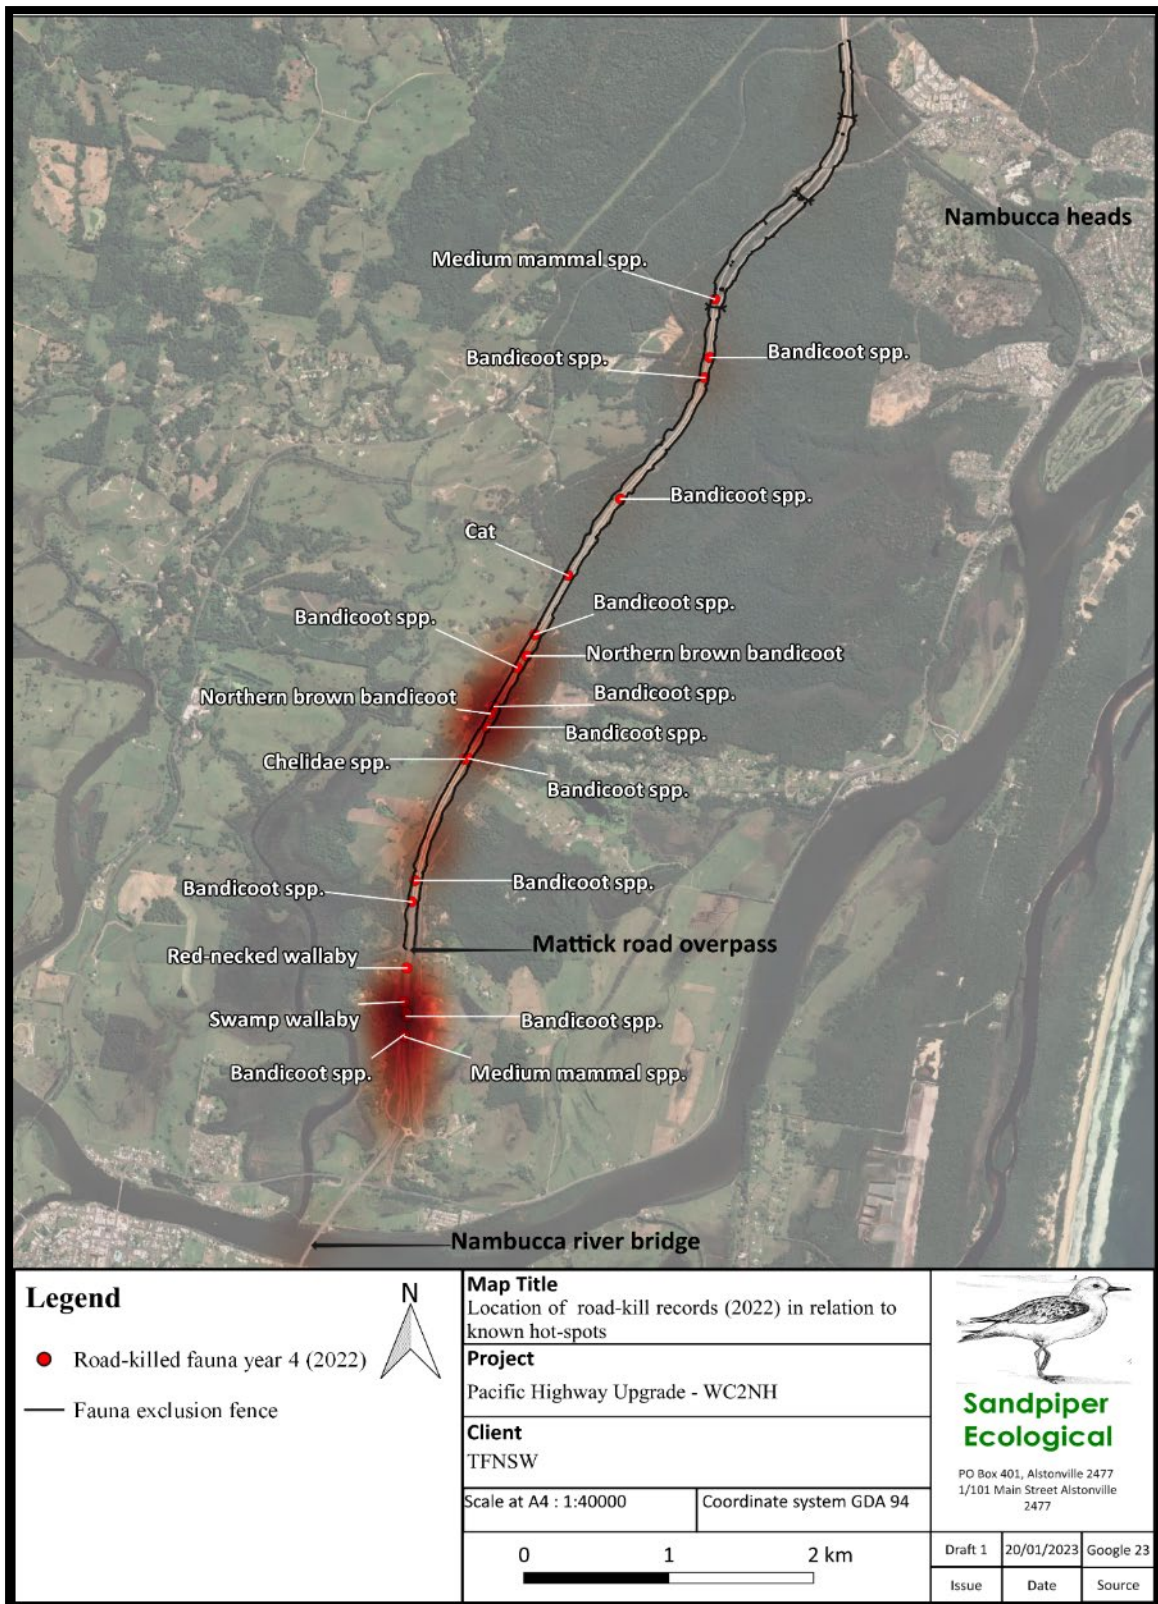 Nambucca heads
Medium mammal spp.
Bandicoot spp.
Bandicoot spp.
Bandicoot spp.
Cat
Bandicoot spp.
Bandicoot spp.
Northern brown bandicoot
Northern brown bandicoot
Bandicoot spp.
Bandicoot spp.
Chelidae spp.
Bandicoot spp.
Bandicoot spp.
Bandicoot spp.
Mattick road overpass
Red-necked wallaby
Swamp wallaby
Bandicoot spp.
Bandicoot spp.
Medium mammal spp.
Nambucca river bridge
Legend
N
Road-killed fauna year 4 (2022)
Fauna exclusion fence
Map Title
Location of road-kill records (2022) in relation to
known hot-spots
Project
Pacific Highway Upgrade - WC2NH
Client
TFNSW
Scale at A4 : 1:40000
Coordinate system GDA 94
0 1 2 km
Sandpiper
Ecological
PO Box 401, Alstonville 2477
1/101 Main Street Alstonville
2477
Draft 1 20/01/2023 Google 23
Issue Date Source